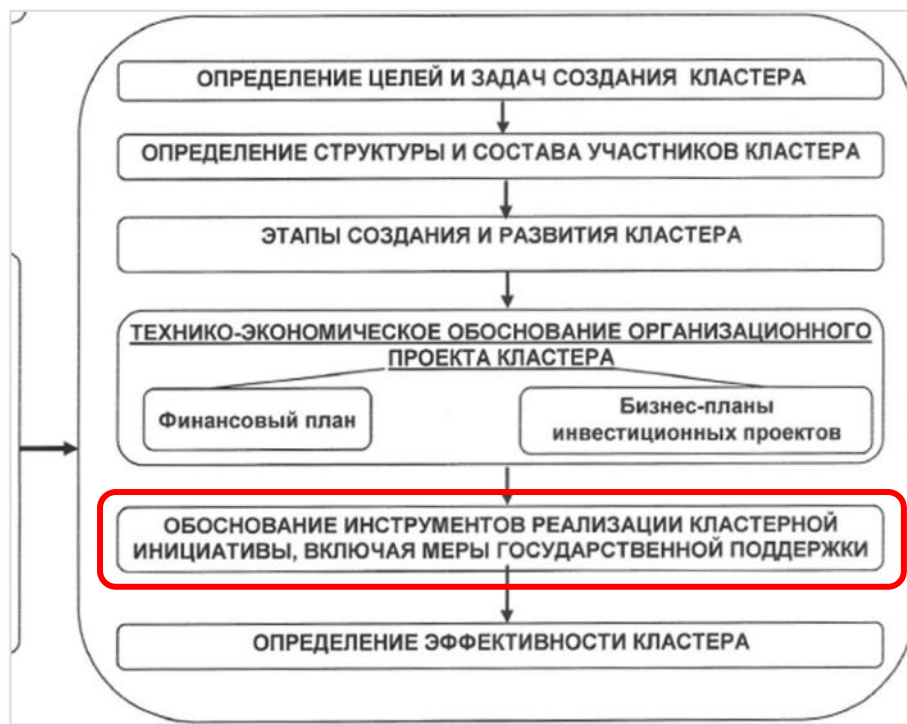 ОПРЕДЕЛЕНИЕ ЦЕЛЕЙ И ЗАДАЧ СОЗДАНИЯ КЛАСТЕРА
ОПРЕДЕЛЕНИЕ СТРУКТУРЫ И СОСТАВА УЧАСТНИКОВ КЛАСТЕРА
ЭТАПЫ СОЗДАНИЯ И РАЗВИТИЯ КЛАСТЕРА
ТЕХНИКО-ЭКОНОМИЧЕСКОЕ ОБОСНОВАНИЕ ОРГАНИЗАЦИОННОГО
ПРОЕКТА КЛАСТЕРА
Финансовый план
Бизнес-планы
инвестиционных проектов
ОБОСНОВАНИЕ ИНСТРУМЕНТОВ РЕАЛИЗАЦИИ КЛАСТЕРНОЙ
ИНИЦИАТИВЫ, ВКЛЮЧАЯ МЕРЫ ГОСУДАРСТВЕННОЙ ПОДДЕРЖКИ
ОПРЕДЕЛЕНИЕ ЭФФЕКТИВНОСТИ КЛАСТЕРА